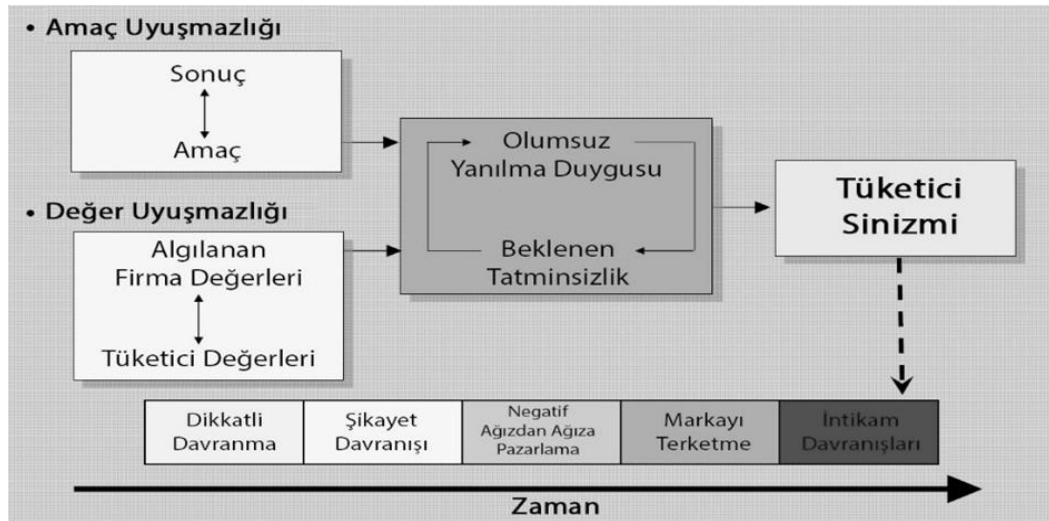 • Amaç Uyuşmazlığı
Sonuç
Amaç
• Değer Uyuşmazlığı
Algılanan
Firma Değerleri
Tüketici Değerleri
Olumsuz
Yanılma Duygusu
Beklenen
Tatminsizlik
Tüketici
Sinizmi
Dikkatli
Davranma
Şikayet
Davranışı
Negatif
Ağızdan Ağıza
Pazarlama
Markayı
Terketme
İntikam
Davranışları
Zaman